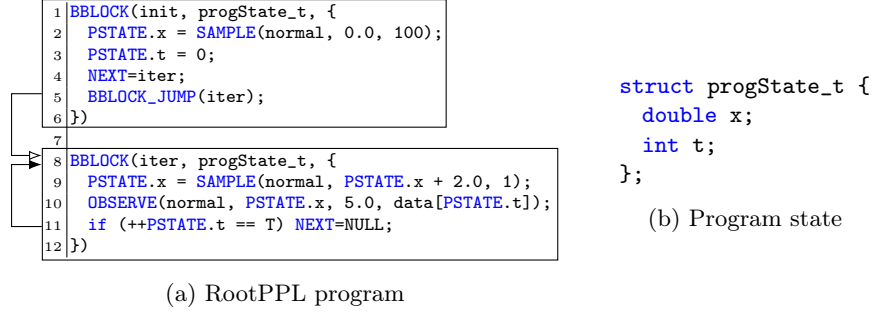 1 BBLOCK(init, progState_t, {
2   PSTATE.x = SAMPLE(normal, 0.0, 100);
3   PSTATE.t = 0;
4   NEXT=iter;
5   BBLOCK_JUMP(iter);
6 })
7
8 BBLOCK(iter, progState_t, {
9   PSTATE.x = SAMPLE(normal, PSTATE.x + 2.0, 1);
10   OBSERVE(normal, PSTATE.x, 5.0, data[PSTATE.t]);
11   if (++PSTATE.t == T) NEXT=NULL;
12 })
(a) RootPPL program
struct progState_t {
  double x;
  int t;
};
(b) Program state